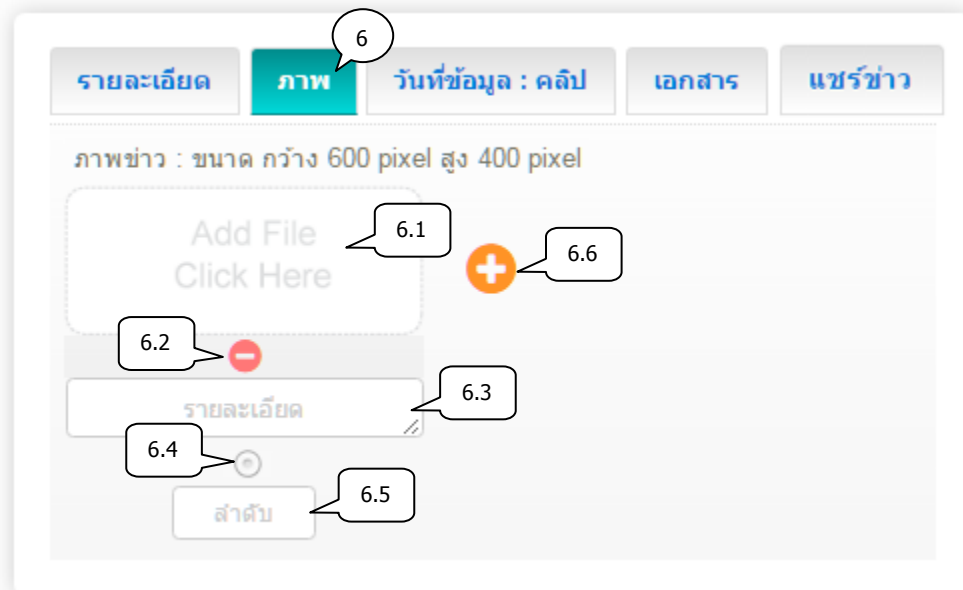 6
รายละเอียด ภาพ วันที่ข้อมูล : คลิป เอกสาร แชร์ข่าว
ภาพข่าว : ขนาด กว้าง 600 pixel สูง 400 pixel
Add File
Click Here
6.1
6.6
6.2
รายละเอียด
6.3
6.4
ลำดับ
6.5